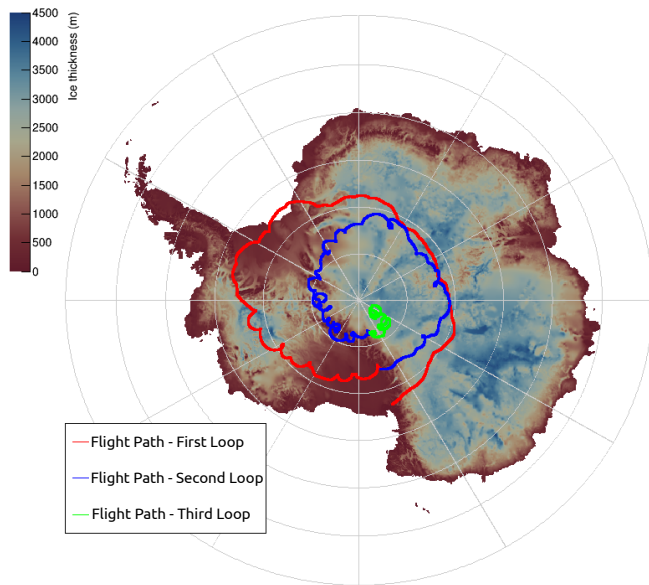 4500
4000
3500
3000
2500
2000
1500
1000
500
0
Ice thickness (m)
Flight Path - First Loop
Flight Path - Second Loop
Flight Path - Third Loop